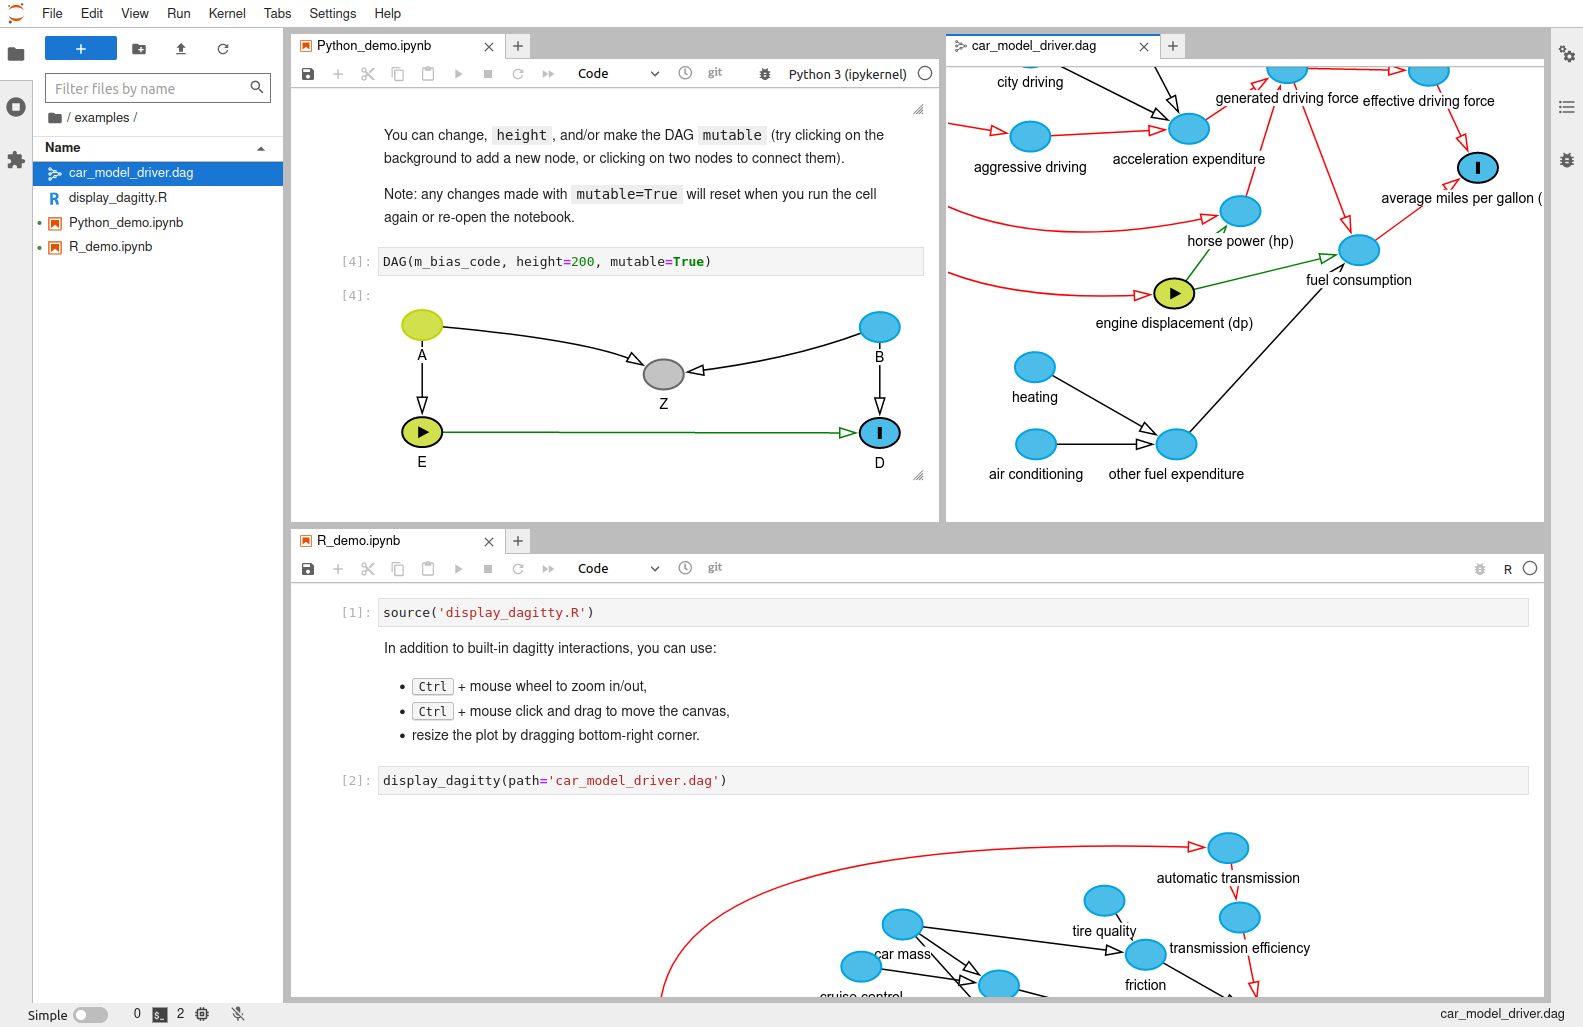 File Edit View Run Kernel Tabs Settings Help
+
Filter files by name
/ examples /
Name
car_model_driver.dag
display_dagitty.R
Python_demo.ipynb
R_demo.ipynb
Python_demo.ipynb
Code
git
Python 3 (ipykernel)
You can change, height , and/or make the DAG mutable (try clicking on the
background to add a new node, or clicking on two nodes to connect them).
Note: any changes made with mutable=True will reset when you run the cell
again or re-open the notebook.
[4]: DAG(m_bias_code, height=200, mutable=True)
[4]:
A
B
Z
E
D
car_model_driver.dag
city driving
generated driving force
effective driving force
aggressive driving
acceleration expenditure
average miles per gallon (
horse power (hp)
fuel consumption
engine displacement (dp)
heating
air conditioning
other fuel expenditure
R_demo.ipynb
Code
git
R
[1]: source('display_dagitty.R')
In addition to built-in dagitty interactions, you can use:
• Ctrl + mouse wheel to zoom in/out,
• Ctrl + mouse click and drag to move the canvas,
• resize the plot by dragging bottom-right corner.
[2]: display_dagitty(path='car_model_driver.dag')
automatic transmission
tire quality
transmission efficiency
car mass
friction
cruise control
Simple 0 $_ 2 car_model_driver.dag